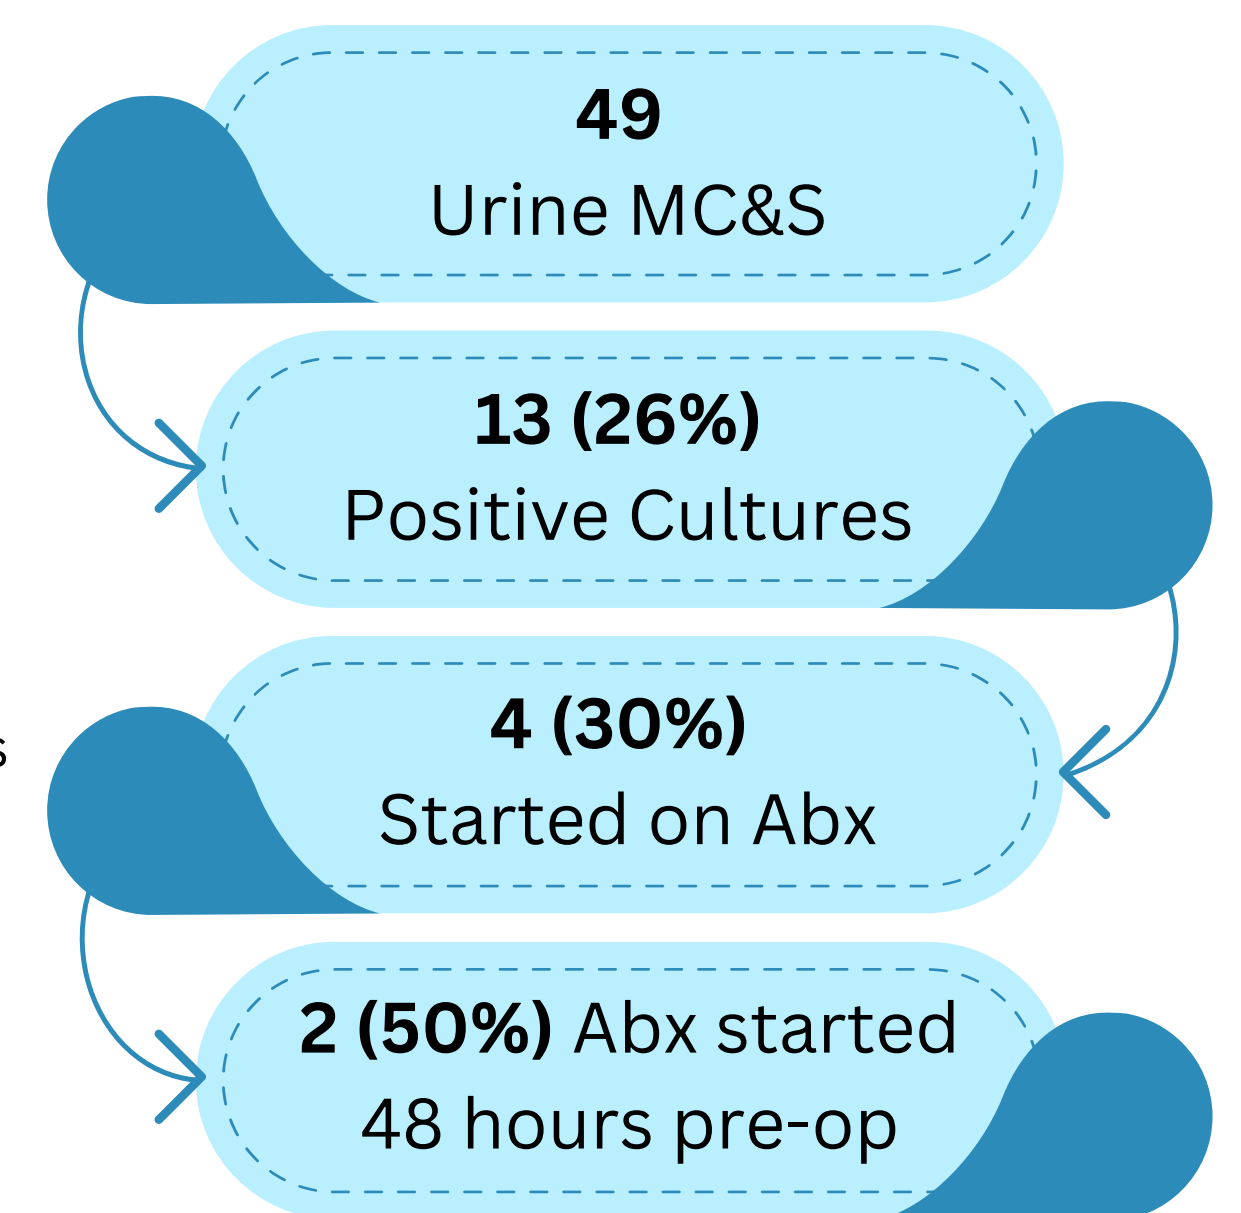 49
Urine MC&S
13 (26%)
Positive Cultures
4 (30%)
Started on Abx
2 (50%) Abx started
48 hours pre-op